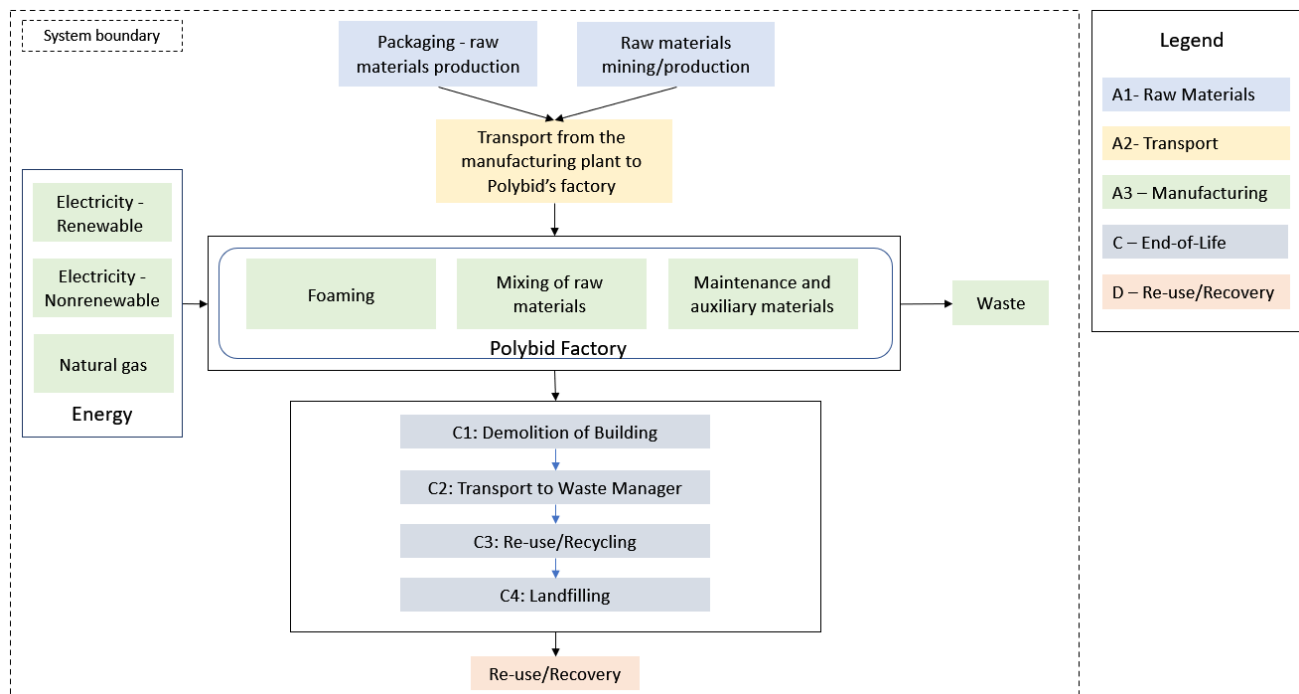 System boundary
Packaging - raw
materials production
Raw materials
mining/production
Transport from the
manufacturing plant to
Polybid's factory
Electricity -
Renewable
Electricity -
Nonrenewable
Natural gas
Energy
Foaming
Mixing of raw
materials
Maintenance and
auxiliary materials
Polybid Factory
Waste
C1: Demolition of Building
C2: Transport to Waste Manager
C3: Re-use/Recycling
C4: Landfilling
Re-use/Recovery
Legend
A1- Raw Materials
A2- Transport
A3 – Manufacturing
C – End-of-Life
D – Re-use/Recovery